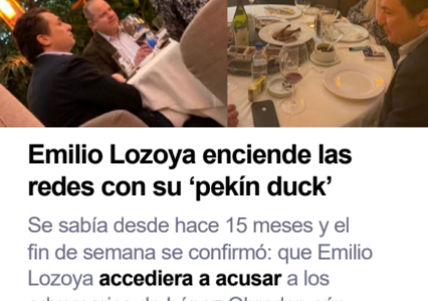 Emilio Lozoya enciende las
redes con su ‘pekín duck’
Se sabía desde hace 15 meses y el
fin de semana se confirmó: que Emilio
Lozoya accediera a acusar a los